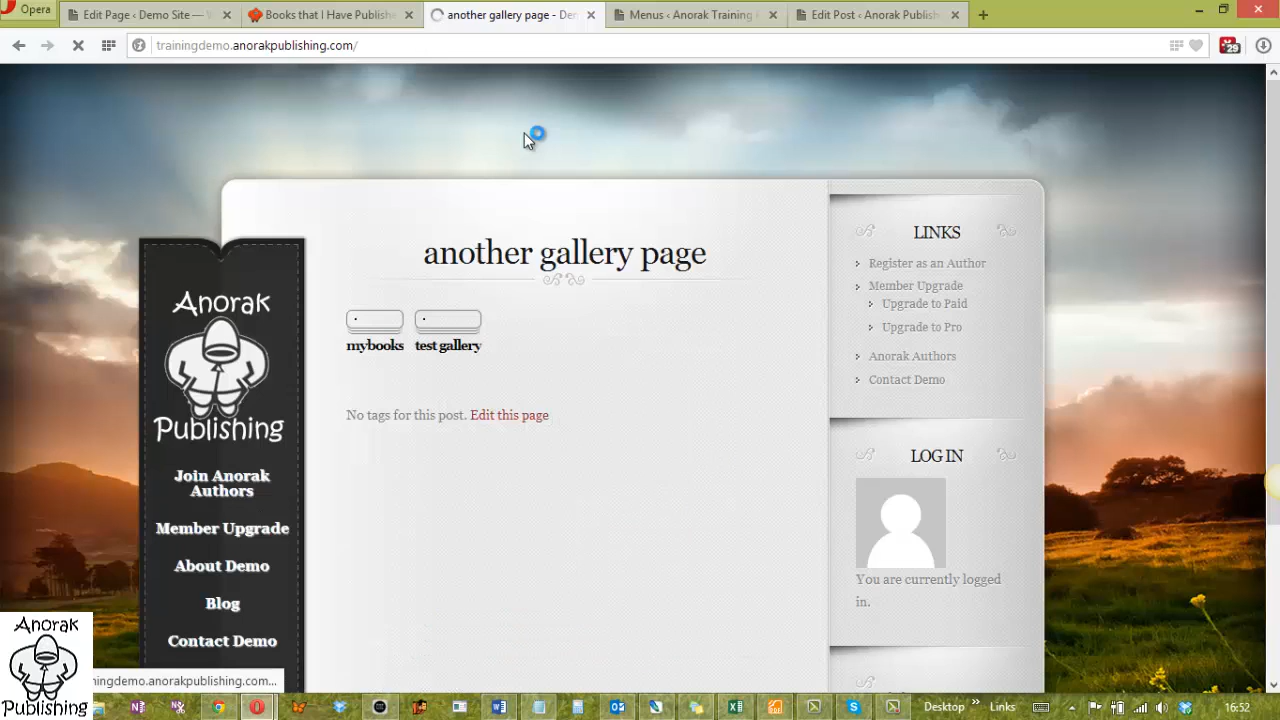 Opera
Edit Page ‹ Demo Site — W
Books that I Have Publishe
another gallery page - Dem
Menus ‹ Anorak Training
Edit Post ‹ Anorak Publish
trainingdemo.anorakpublishing.com/
29
another gallery page
mybooks
test gallery
No tags for this post. Edit this page
Anorak
Publishing
Join Anorak
Authors
Member Upgrade
About Demo
Blog
Contact Demo
LINKS
Register as an Author
Member Upgrade
Upgrade to Paid
Upgrade to Pro
Anorak Authors
Contact Demo
LOG IN
You are currently logged
in.
Anorak
Publishing
ningdemo.anorakpublishing.com...
Desktop
Links
16:52